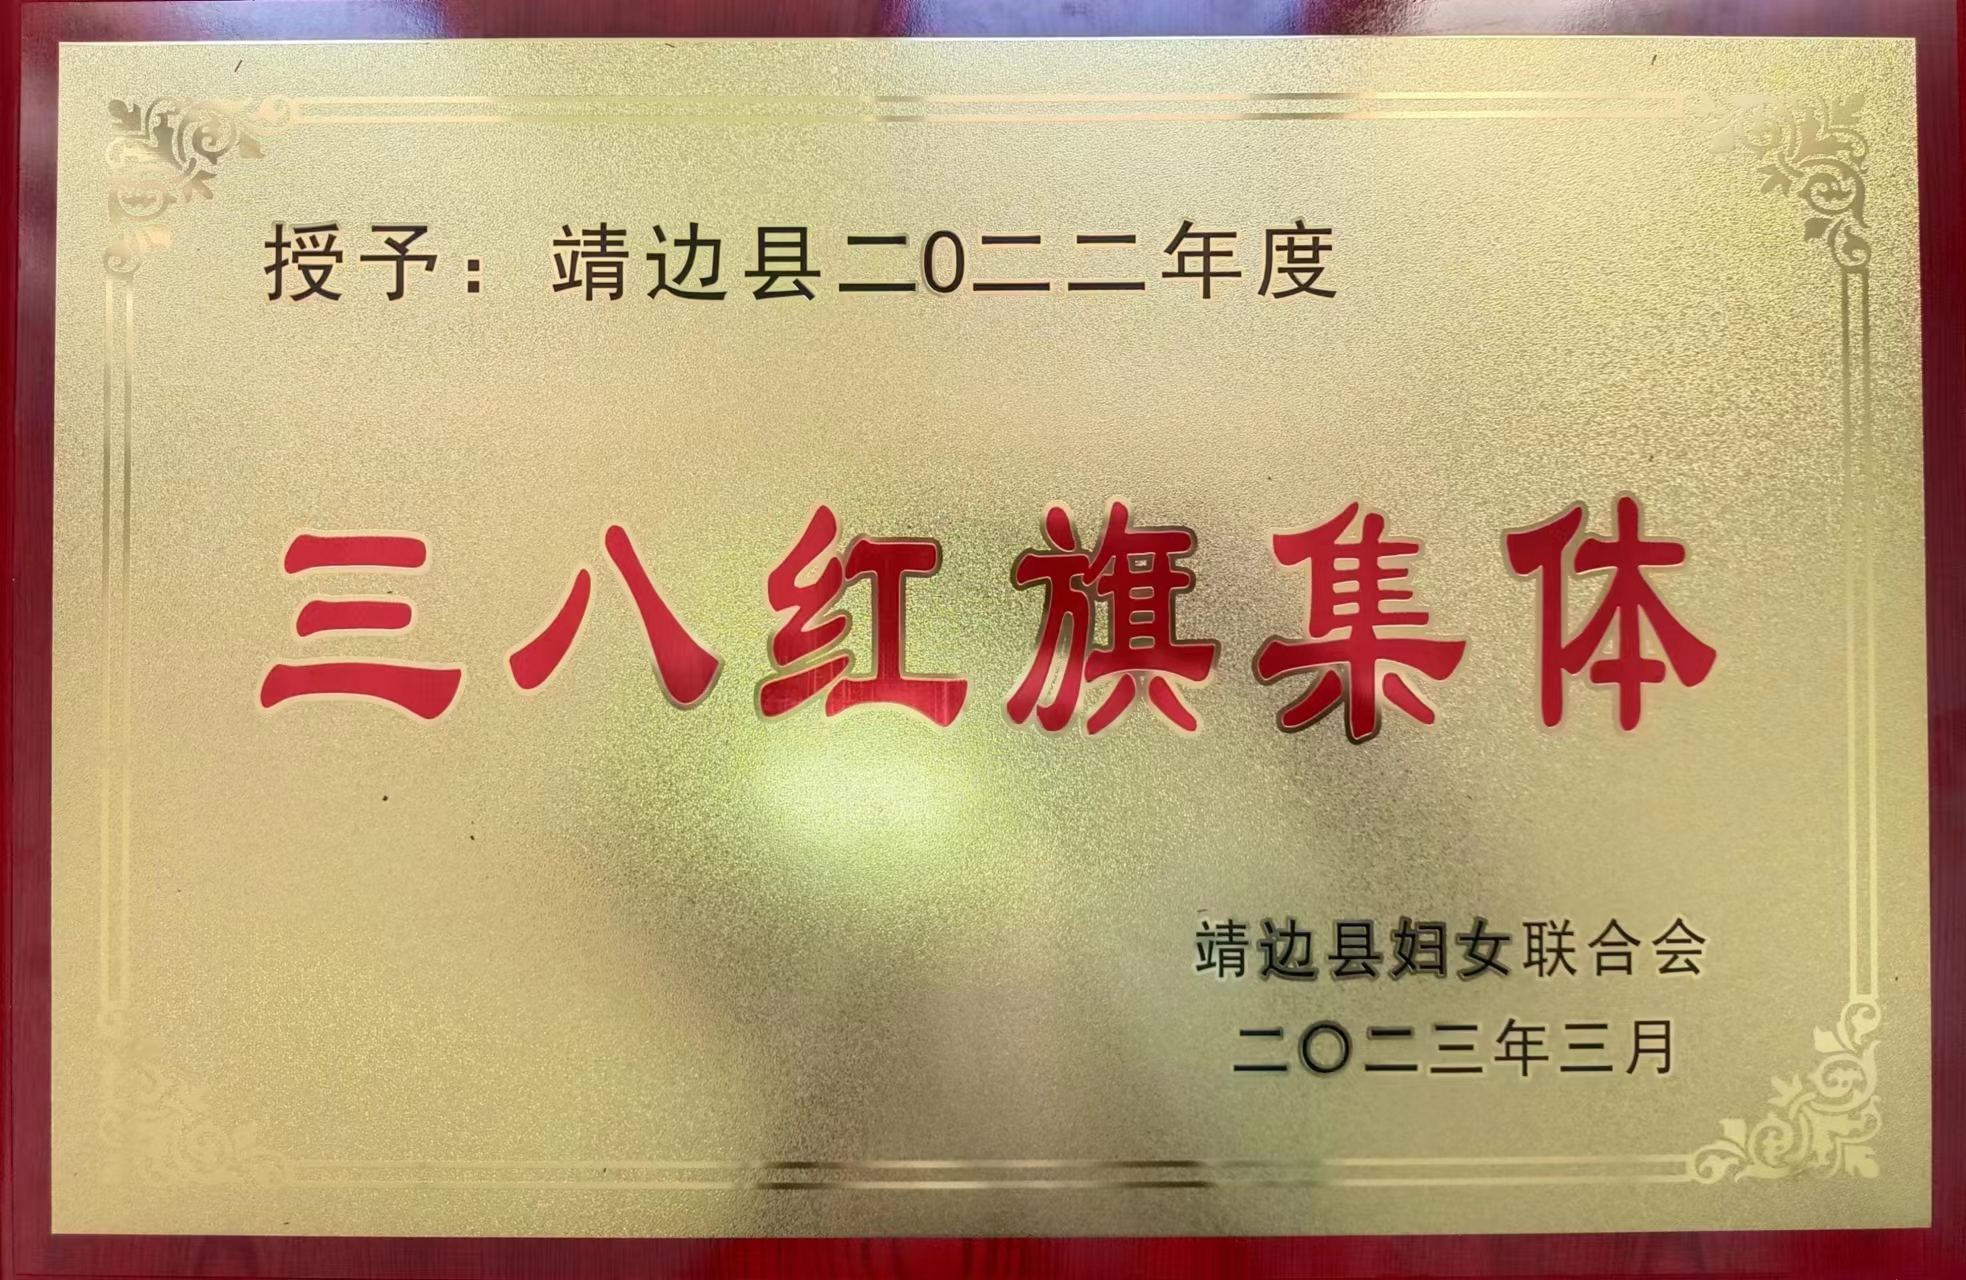 授予：靖边县二0二二年度
三八红旗集体
靖边县妇女联合会
二〇二三年三月